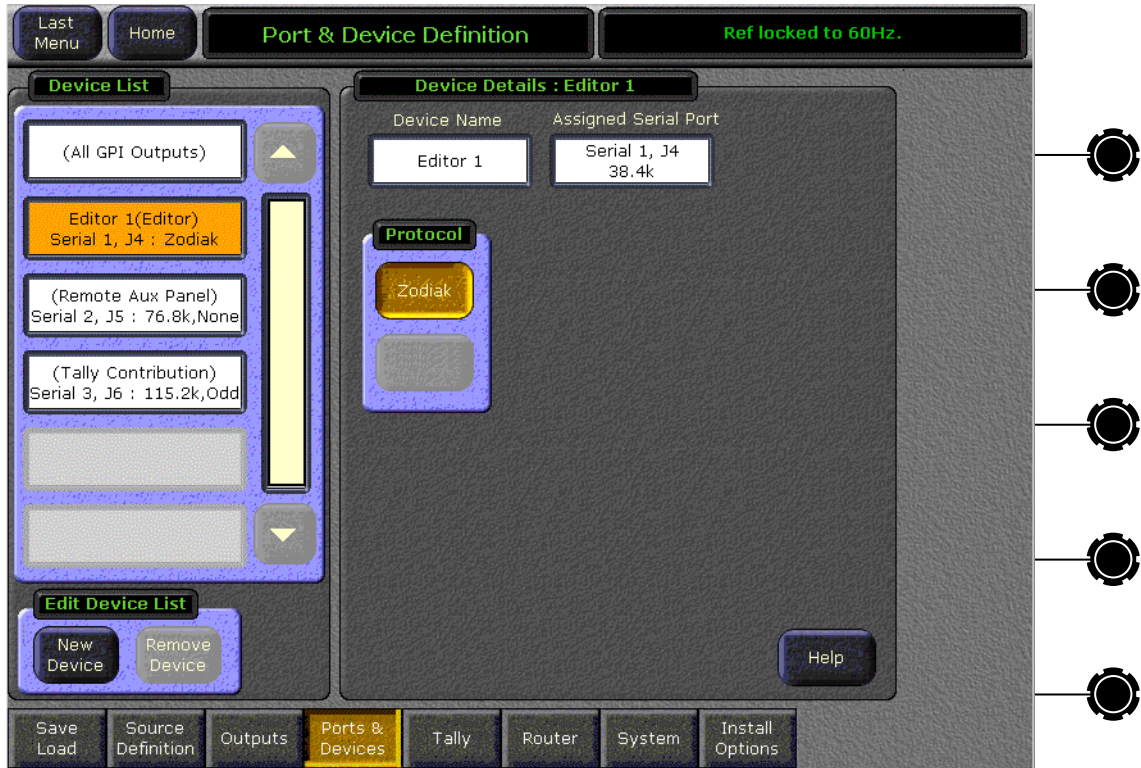 Last
Menu
Home
Port & Device Definition
Ref locked to 60Hz.
Device List
(All GPI Outputs)
Editor 1(Editor)
Serial 1, J4 : Zodiak
(Remote Aux Panel)
Serial 2, J5 : 76.8k,None
(Tally Contribution)
Serial 3, J6 : 115.2k,Odd
Edit Device List
New
Device
Remove
Device
Device Details : Editor 1
Device Name
Editor 1
Assigned Serial Port
Serial 1, J4
38.4k
Protocol
Zodiak
Help
Save
Load
Source
Definition
Outputs
Ports &
Devices
Tally
Router
System
Install
Options